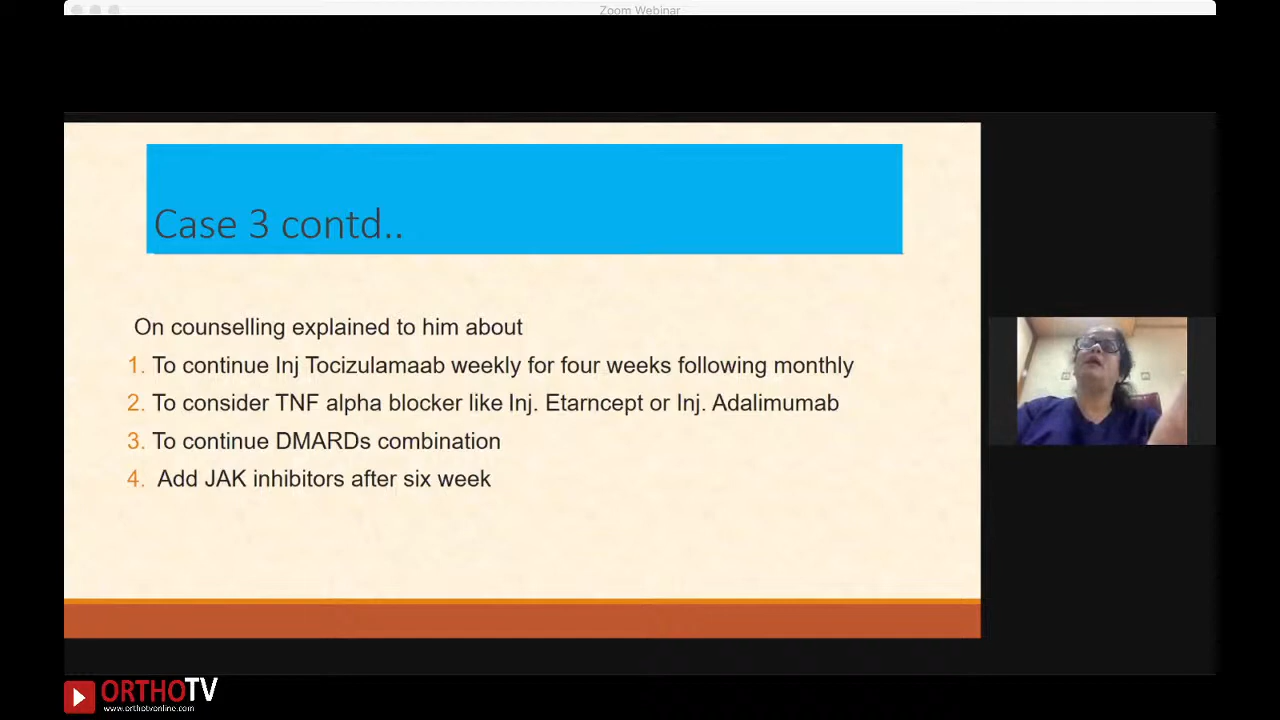 Zoom Webinar
Case 3 contd..
On counselling explained to him about
1. To continue Inj Tocizulamaab weekly for four weeks following monthly
2. To consider TNF alpha blocker like Inj. Etarncept or Inj. Adalimumab
3. To continue DMARDs combination
4. Add JAK inhibitors after six week
ORTHOTV
www.orthotvonline.com